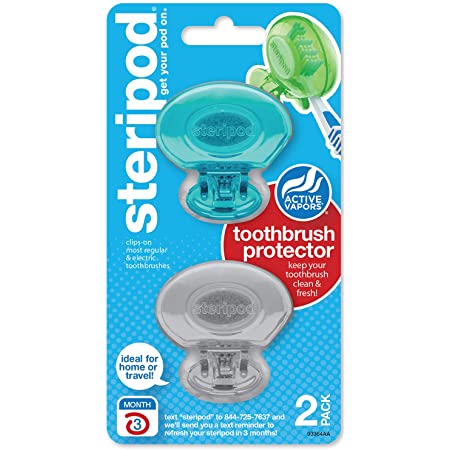 steripod
get your pod on.
®
clips-on
most regular
& electric
toothbrushes
steripod
ACTIVE
VAPORS
toothbrush
protector
keep your
toothbrush
clean &
fresh!
steripod
ideal for
home or
travel!
MONTH
3
text "steripod" to 844-725-7637 and
we'll send you a text reminder to
refresh your steripod in 3 months!
2
PACK
93364AA